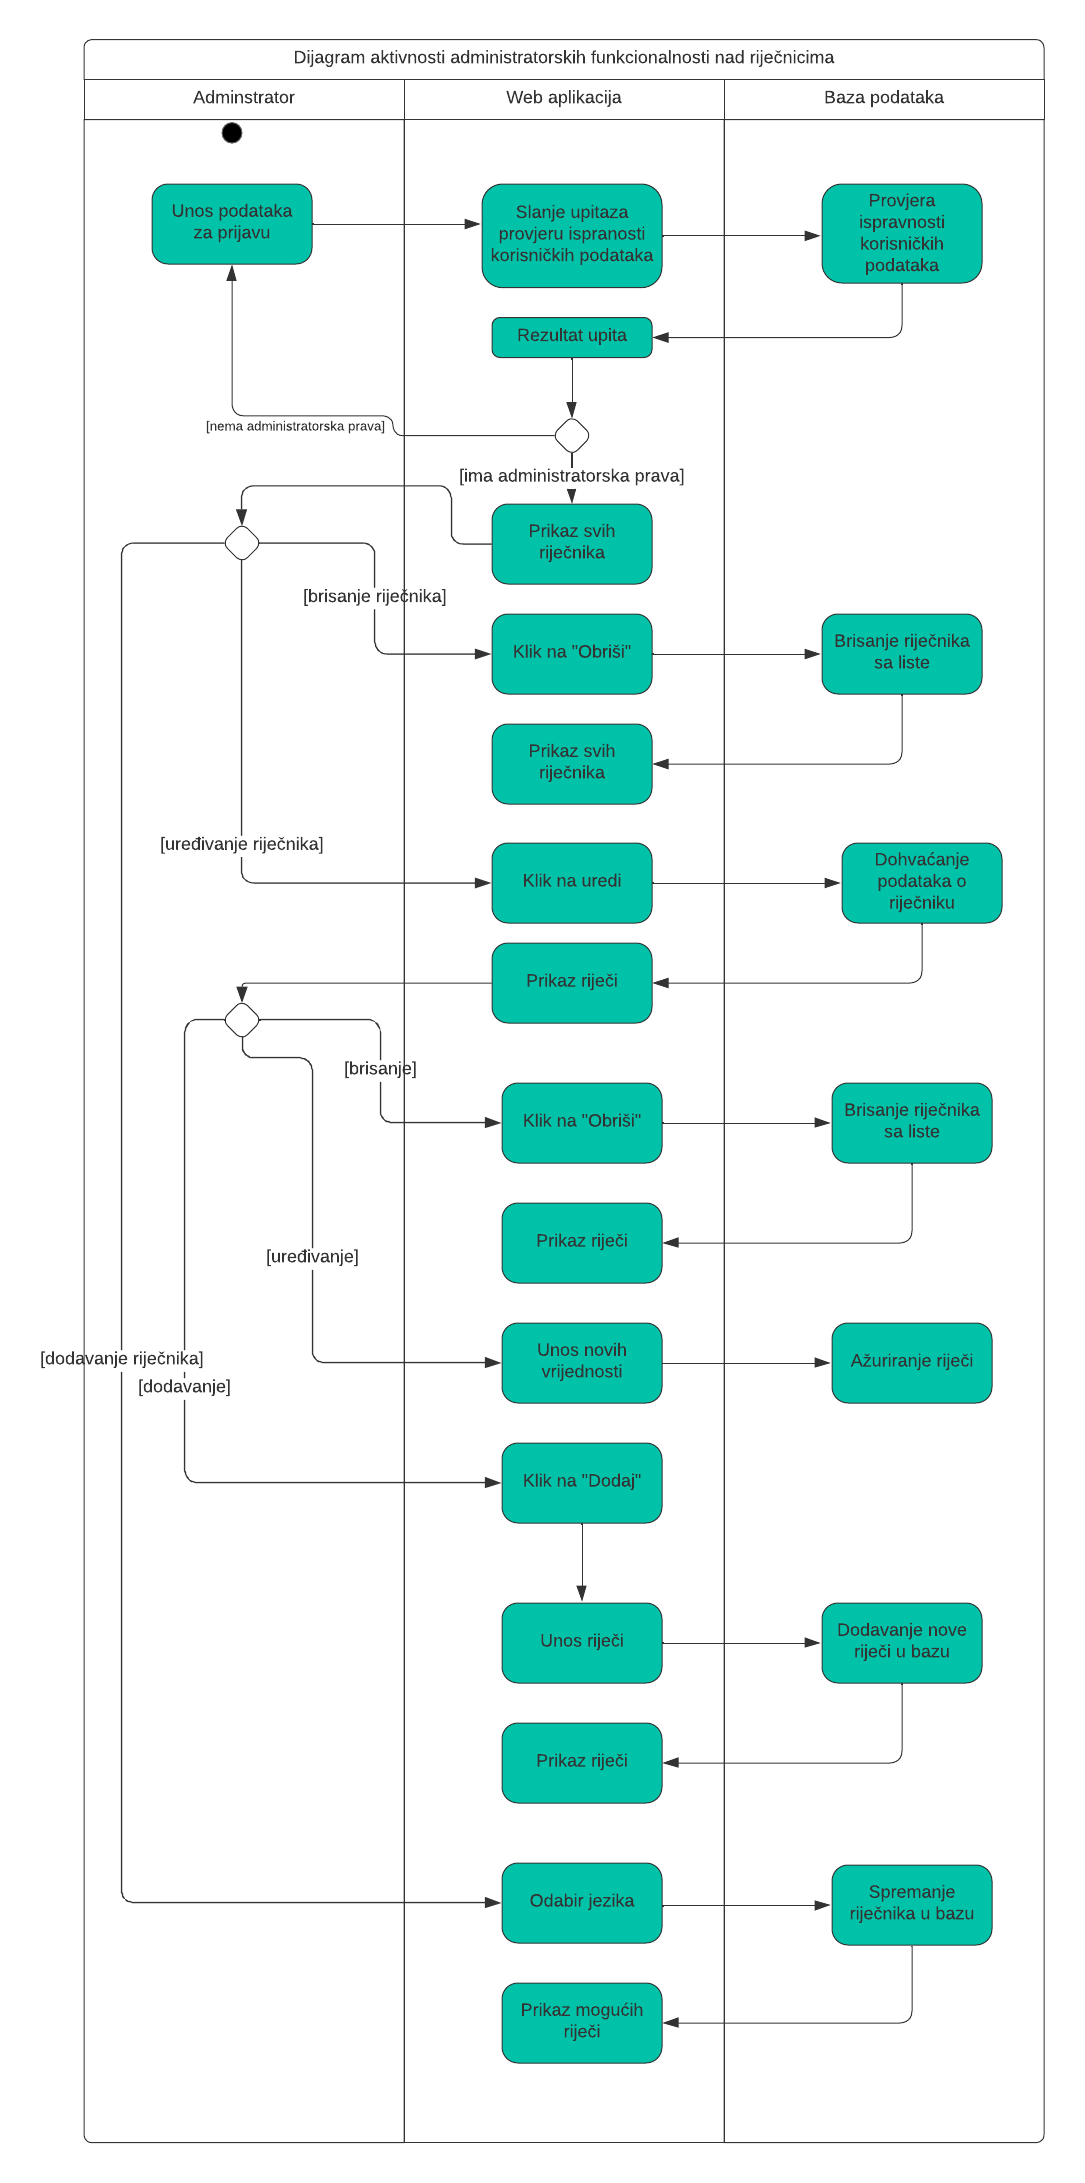 Dijagram aktivnosti administratorskih funkcionalnosti nad riječnicima
Adminstrator
Web aplikacija
Baza podataka
Unos podataka
za prijavu
Slanje upitaza
provjeru ispranosti
korisničkih podataka
Provjera
ispravnosti
korisničkih
podataka
Rezultat upita
[nema administratorska prava]
[ima administratorska prava]
Prikaz svih
riječnika
[brisanje riječnika]
Klik na "Obriši"
Brisanje riječnika
sa liste
Prikaz svih
riječnika
[uređivanje riječnika]
Klik na uredi
Dohvaćanje
podataka o
riječniku
Prikaz riječi
[brisanje]
Klik na "Obriši"
Brisanje riječnika
sa liste
Prikaz riječi
[uređivanje]
Unos novih
vrijednosti
Ažuriranje riječi
[dodavanje riječnika]
[dodavanje]
Klik na "Dodaj"
Unos riječi
Dodavanje nove
riječi u bazu
Prikaz riječi
Odabir jezika
Spremanje
riječnika u bazu
Prikaz mogućih
riječi